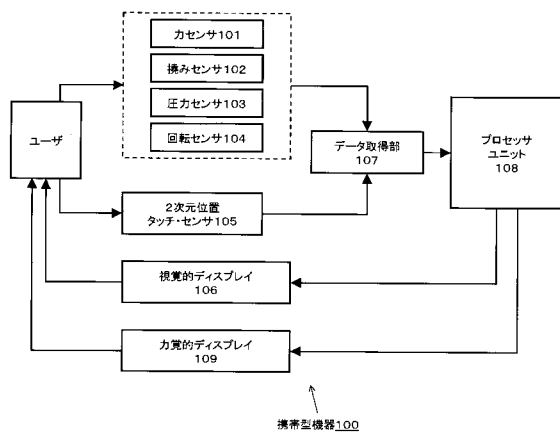 力センサ101
撓みセンサ102
圧力センサ103
回転センサ104
ユーザ
データ取得部
107
プロセッサ
ユニット
108
2次元位置
タッチ・センサ105
視覚的ディスプレイ
106
力覚的ディスプレイ
109
携帯型機器100